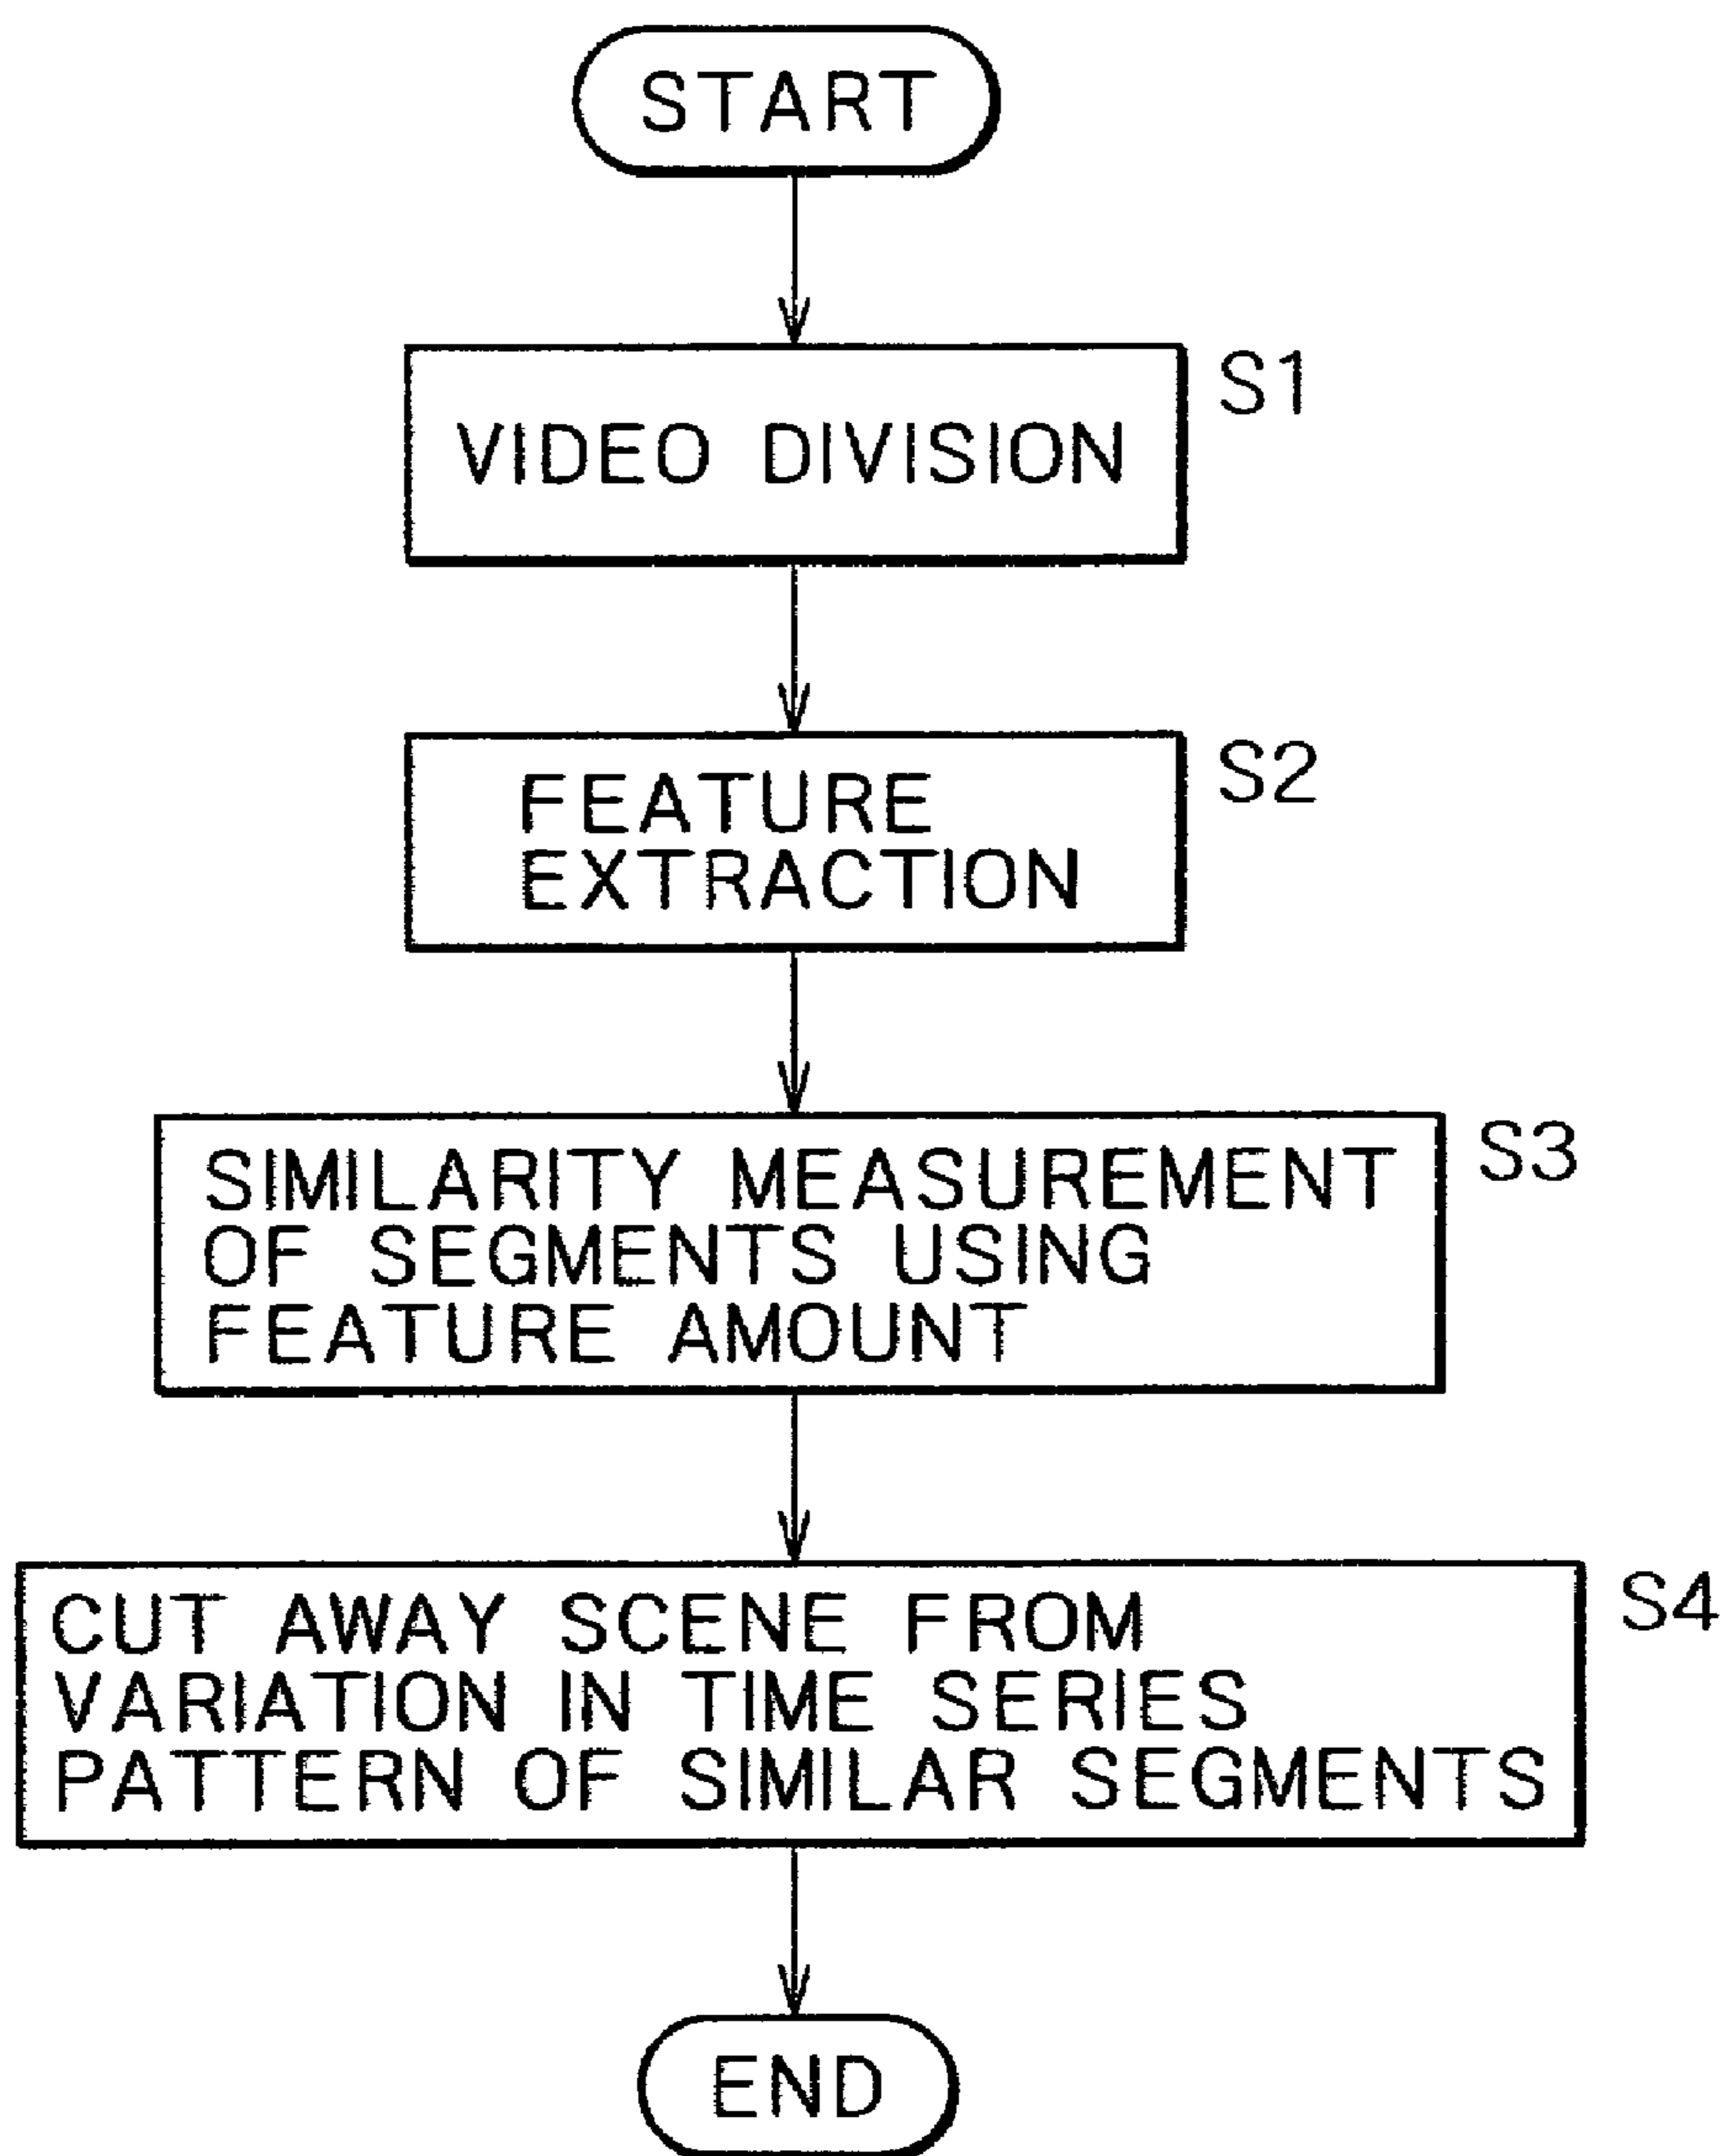 START
VIDEO DIVISION
S1
FEATURE
EXTRACTION
S2
SIMILARITY MEASUREMENT
OF SEGMENTS USING
FEATURE AMOUNT
S3
CUT AWAY SCENE FROM
VARIATION IN TIME SERIES
PATTERN OF SIMILAR SEGMENTS
S4
END